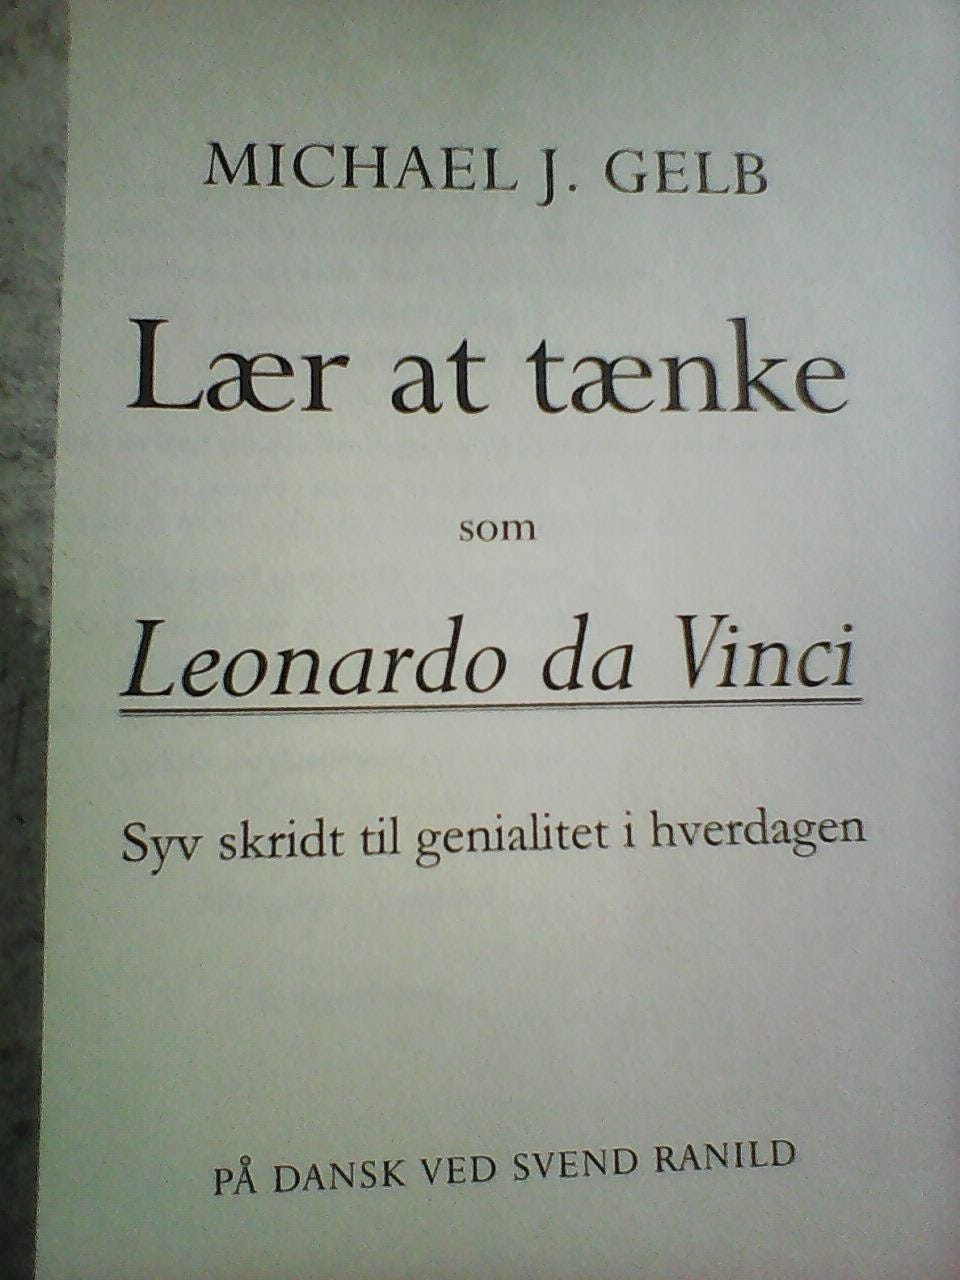 MICHAEL J. GELB
Lær at tænke
som
Leonardo da Vinci
Syv skridt til genialitet i hverdagen
PÅ DANSK VED SVEND RANILD